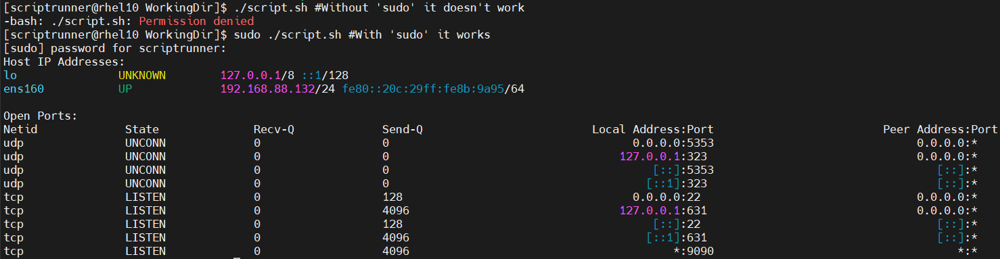 [scriptrunner@rhel10 WorkingDir]$ ./script.sh #Without 'sudo' it doesn't work
-bash: ./script.sh: Permission denied
[scriptrunner@rhel10 WorkingDir]$ sudo ./script.sh #With 'sudo' it works
[sudo] password for scriptrunner:
Host IP Addresses:
lo UNKNOWN 127.0.0.1/8 ::1/128
ens160 UP 192.168.88.132/24 fe80::20c:29ff:fe8b:9a95/64
Open Ports:
Netid State Recv-Q Send-Q Local Address:Port Peer Address:Port
udp UNCONN 0 0 0.0.0.0:5353 0.0.0.0:*
udp UNCONN 0 0 127.0.0.1:323 0.0.0.0:*
udp UNCONN 0 0 [::]:5353 [::]:*
udp UNCONN 0 0 [::1]:323 [::]:*
tcp LISTEN 0 128 0.0.0.0:22 0.0.0.0:*
tcp LISTEN 0 4096 127.0.0.1:631 0.0.0.0:*
tcp LISTEN 0 128 [::]:22 [::]:*
tcp LISTEN 0 4096 [::1]:631 [::]:*
tcp LISTEN 0 4096 *:9090 *:*